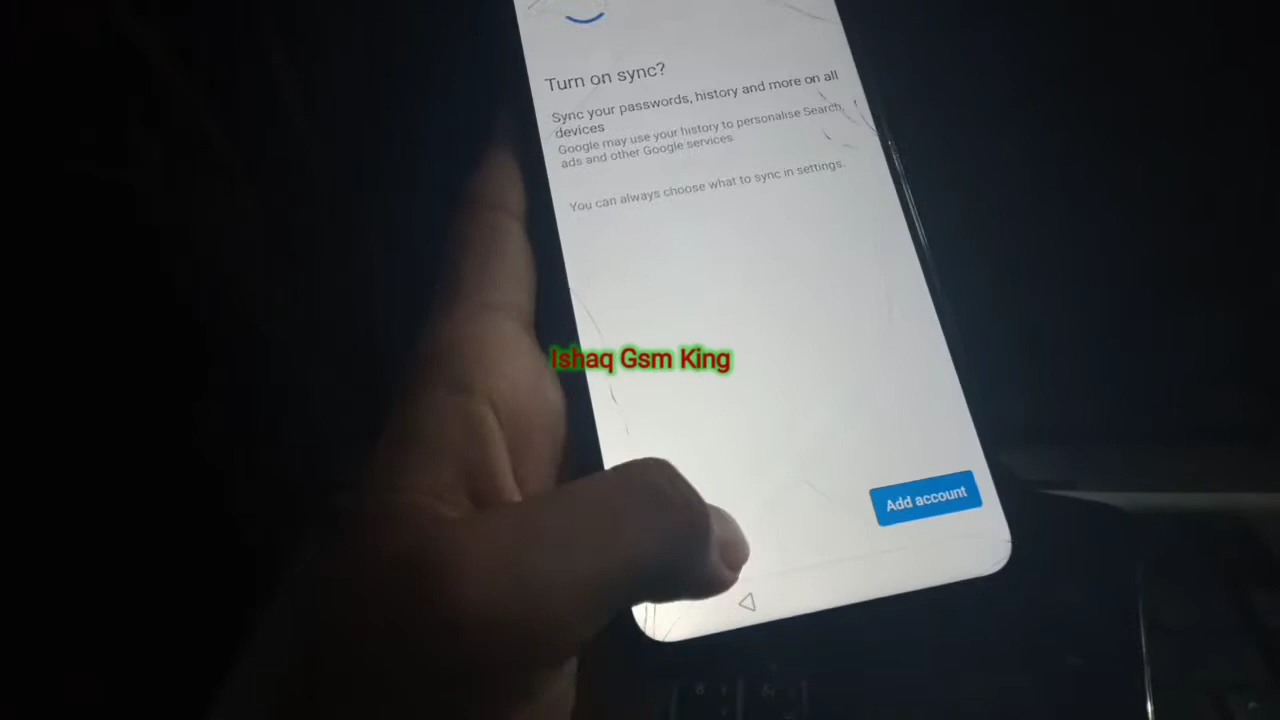 Turn on sync?
Sync your passwords, history and more on all
devices
Google may use your history to personalise Search,
ads and other Google services
You can always choose what to sync in settings.
Ishaq Gsm King
Add account